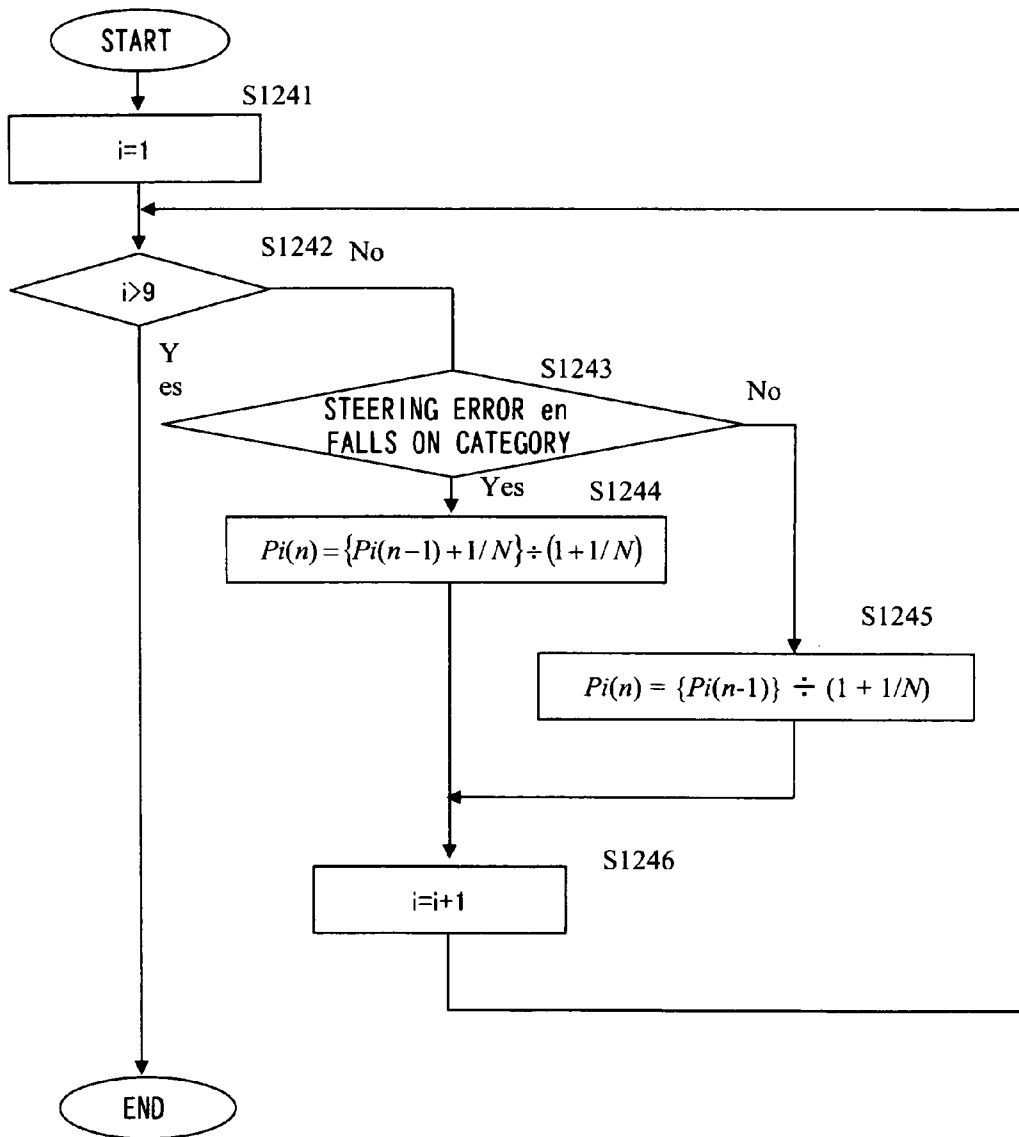 START
S1241
i=1
S1242 No
i>9
Y
es
S1243
No
STEERING ERROR en
FALLS ON CATEGORY
Yes
S1244
Pi(n) = {Pi(n−1) + 1/N} ÷ (1 + 1/N)
S1245
Pi(n) = {Pi(n-1)} ÷ (1 + 1/N)
S1246
i=i+1
END